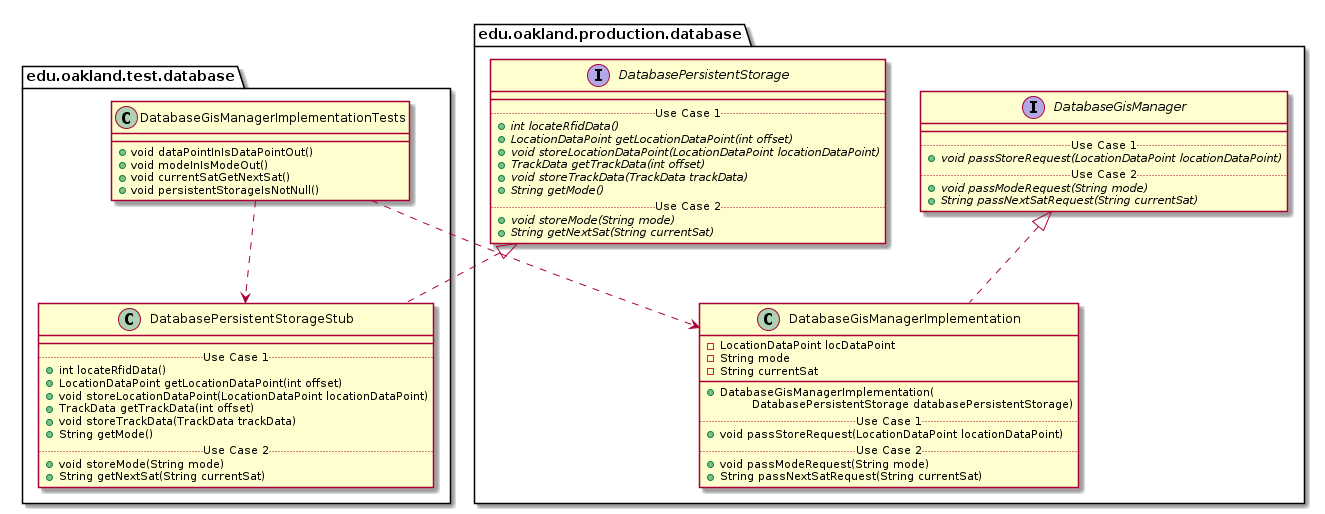 edu.oakland.test.database
C DatabaseGisManagerImplementationTests
void dataPointInIsDataPointOut()
void modeInIsModeOut()
void currentSatGetNextSat()
void persistentStorageIsNotNull()
C DatabasePersistentStorageStub
Use Case 1
int locateRfidData()
LocationDataPoint getLocationDataPoint(int offset)
void storeLocationDataPoint(LocationDataPoint locationDataPoint)
TrackData getTrackData(int offset)
void storeTrackData(TrackData trackData)
String getMode()
Use Case 2
void storeMode(String mode)
String getNextSat(String currentSat)
edu.oakland.production.database
I DatabasePersistentStorage
Use Case 1
int locateRfidData()
LocationDataPoint getLocationDataPoint(int offset)
void storeLocationDataPoint(LocationDataPoint locationDataPoint)
TrackData getTrackData(int offset)
void storeTrackData(TrackData trackData)
String getMode()
Use Case 2
void storeMode(String mode)
String getNextSat(String currentSat)
I DatabaseGisManager
Use Case 1
void passStoreRequest(LocationDataPoint locationDataPoint)
Use Case 2
void passModeRequest(String mode)
String passNextSatRequest(String currentSat)
C DatabaseGisManagerImplementation
LocationDataPoint locDataPoint
String mode
String currentSat
DatabaseGisManagerImplementation(
DatabasePersistentStorage databasePersistentStorage)
Use Case 1
void passStoreRequest(LocationDataPoint locationDataPoint)
Use Case 2
void passModeRequest(String mode)
String passNextSatRequest(String currentSat)